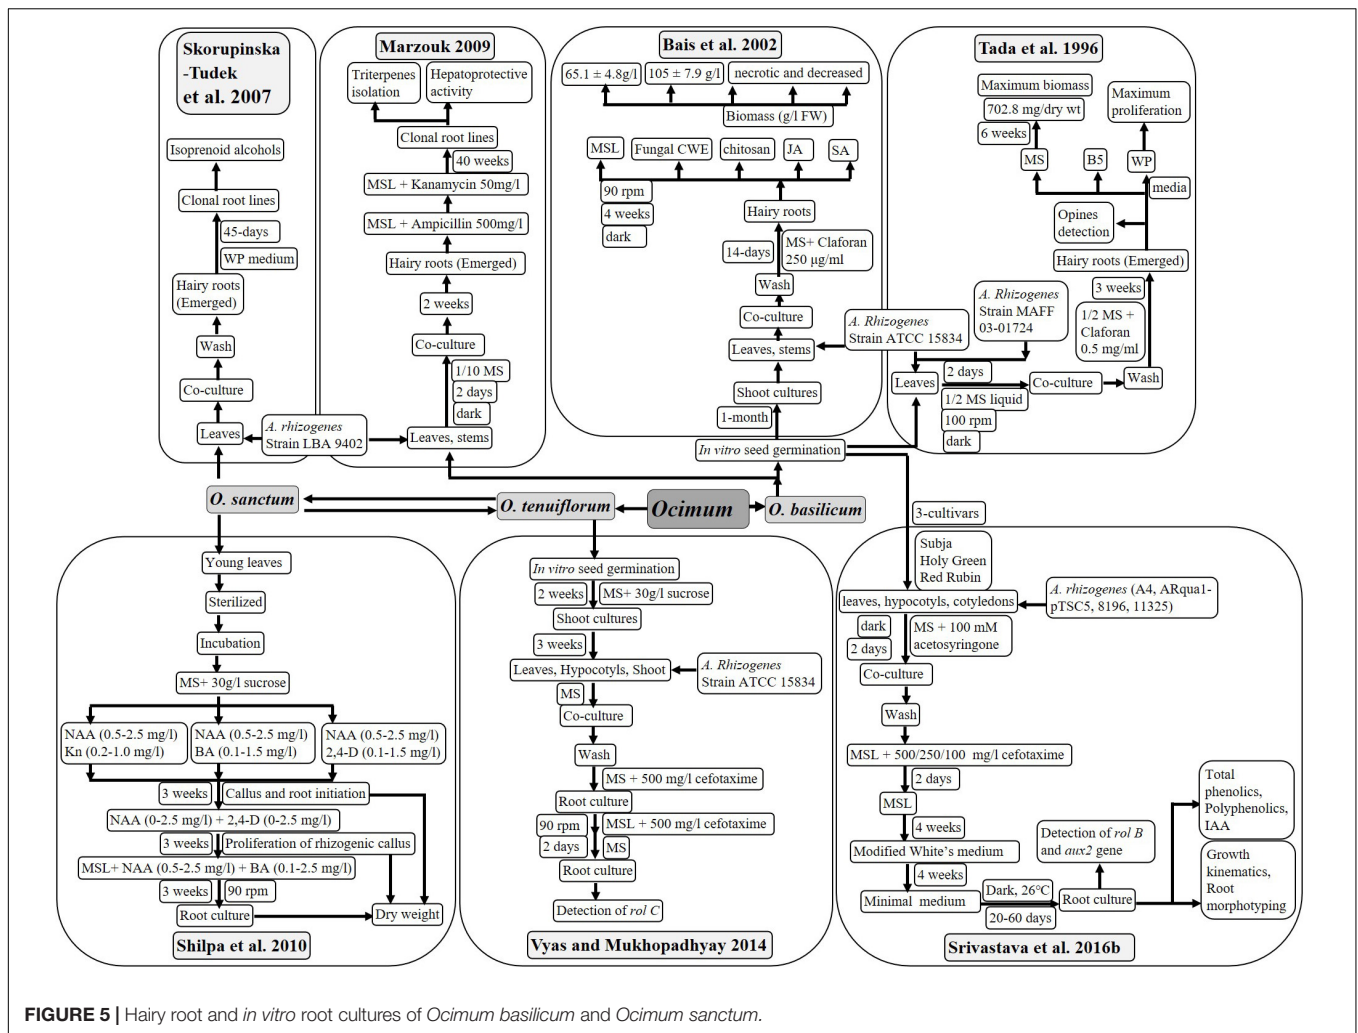 Skorupinska
-Tudek
et al. 2007
Isoprenoid alcohols
Clonal root lines
45-days
WP medium
Hairy roots
(Emerged)
Wash
Co-culture
Leaves
A. rhizogenes
Strain LBA 9402
Marzouk 2009
Triterpenes
isolation
Hepatoprotective
activity
Clonal root lines
40 weeks
MSL + Kanamycin 50mg/l
MSL + Ampicillin 500mg/l
Hairy roots (Emerged)
2 weeks
Co-culture
1/10 MS
2 days
dark
Leaves, stems
Bais et al. 2002
65.1 ± 4.8g/l
105 ± 7.9 g/l
necrotic and decreased
Biomass (g/l FW)
MSL
Fungal CWE
chitosan
JA
SA
90 rpm
4 weeks
dark
Hairy roots
14-days
MS+ Claforan
250 µg/ml
Wash
Co-culture
Leaves, stems
Shoot cultures
1-month
In vitro seed germination
A. Rhizogenes
Strain ATCC 15834
Tada et al. 1996
Maximum biomass
702.8 mg/dry wt
6 weeks
Maximum
proliferation
MS
B5
WP
media
Opines
detection
Hairy roots (Emerged)
3 weeks
A. Rhizogenes
Strain MAFF
03-01724
1/2 MS +
Claforan
0.5 mg/ml
Leaves
2 days
1/2 MS liquid
100 rpm
dark
Co-culture
Wash
O. sanctum
O. tenuiflorum
Ocimum
O. basilicum
Young leaves
Sterilized
Incubation
MS+ 30g/l sucrose
NAA (0.5-2.5 mg/l)
Kn (0.2-1.0 mg/l)
NAA (0.5-2.5 mg/l)
BA (0.1-1.5 mg/l)
NAA (0.5-2.5 mg/l)
2,4-D (0.1-1.5 mg/l)
3 weeks
Callus and root initiation
NAA (0-2.5 mg/l) + 2,4-D (0-2.5 mg/l)
3 weeks
Proliferation of rhizogenic callus
MSL+ NAA (0.5-2.5 mg/l) + BA (0.1-2.5 mg/l)
3 weeks
90 rpm
Root culture
Dry weight
Shilpa et al. 2010
In vitro seed germination
2 weeks
MS+ 30g/l sucrose
Shoot cultures
3 weeks
Leaves, Hypocotyls, Shoot
A. Rhizogenes
Strain ATCC 15834
MS
Co-culture
Wash
MS + 500 mg/l cefotaxime
Root culture
90 rpm
2 days
MSL + 500 mg/l cefotaxime
MS
Root culture
Detection of rol C
Vyas and Mukhopadhyay 2014
3-cultivars
Subja
Holy Green
Red Rubin
leaves, hypocotyls, cotyledons
A. rhizogenes (A4, ARqua1-
pTSC5, 8196, 11325)
dark
2 days
MS + 100 mM
acetosyringone
Co-culture
Wash
MSL + 500/250/100 mg/l cefotaxime
2 days
MSL
4 weeks
Modified White's medium
4 weeks
Minimal medium
Dark, 26°C
20-60 days
Root culture
Detection of rol B
and aux2 gene
Total
phenolics,
Polyphenolics,
IAA
Growth
kinematics,
Root
morphotyping
Srivastava et al. 2016b
FIGURE 5 | Hairy root and in vitro root cultures of Ocimum basilicum and Ocimum sanctum.